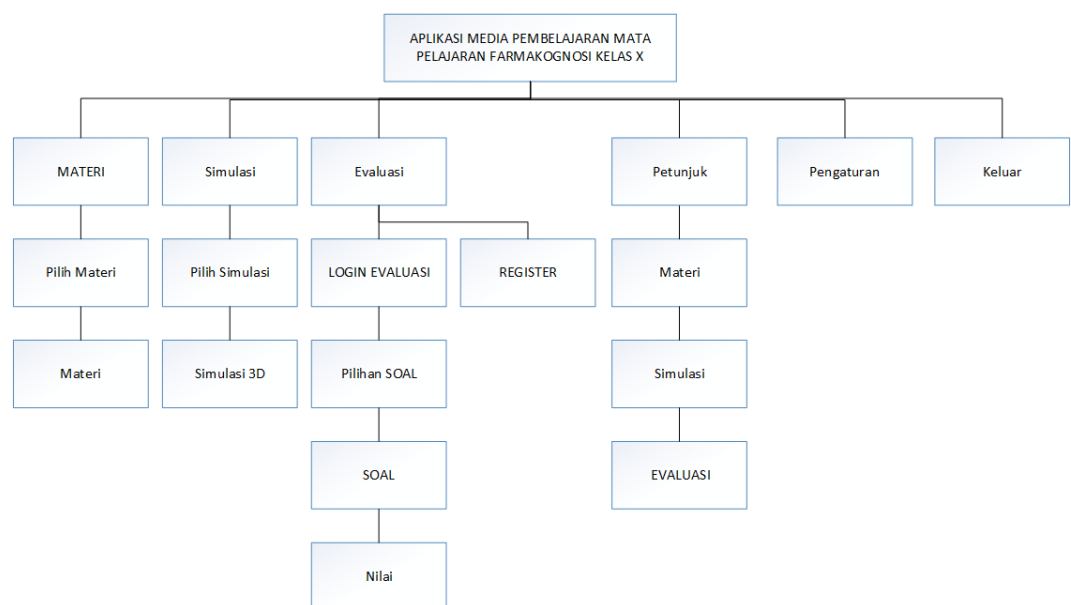 APLIKASI MEDIA PEMBELAJARAN MATA
PELAJARAN FARMAKOGNOSI KELAS X
MATERI
Simulasi
Evaluasi
Petunjuk
Pengaturan
Keluar
Pilih Materi
Pilih Simulasi
LOGIN EVALUASI
REGISTER
Materi
Materi
Simulasi 3D
Pilihan SOAL
Simulasi
SOAL
EVALUASI
Nilai